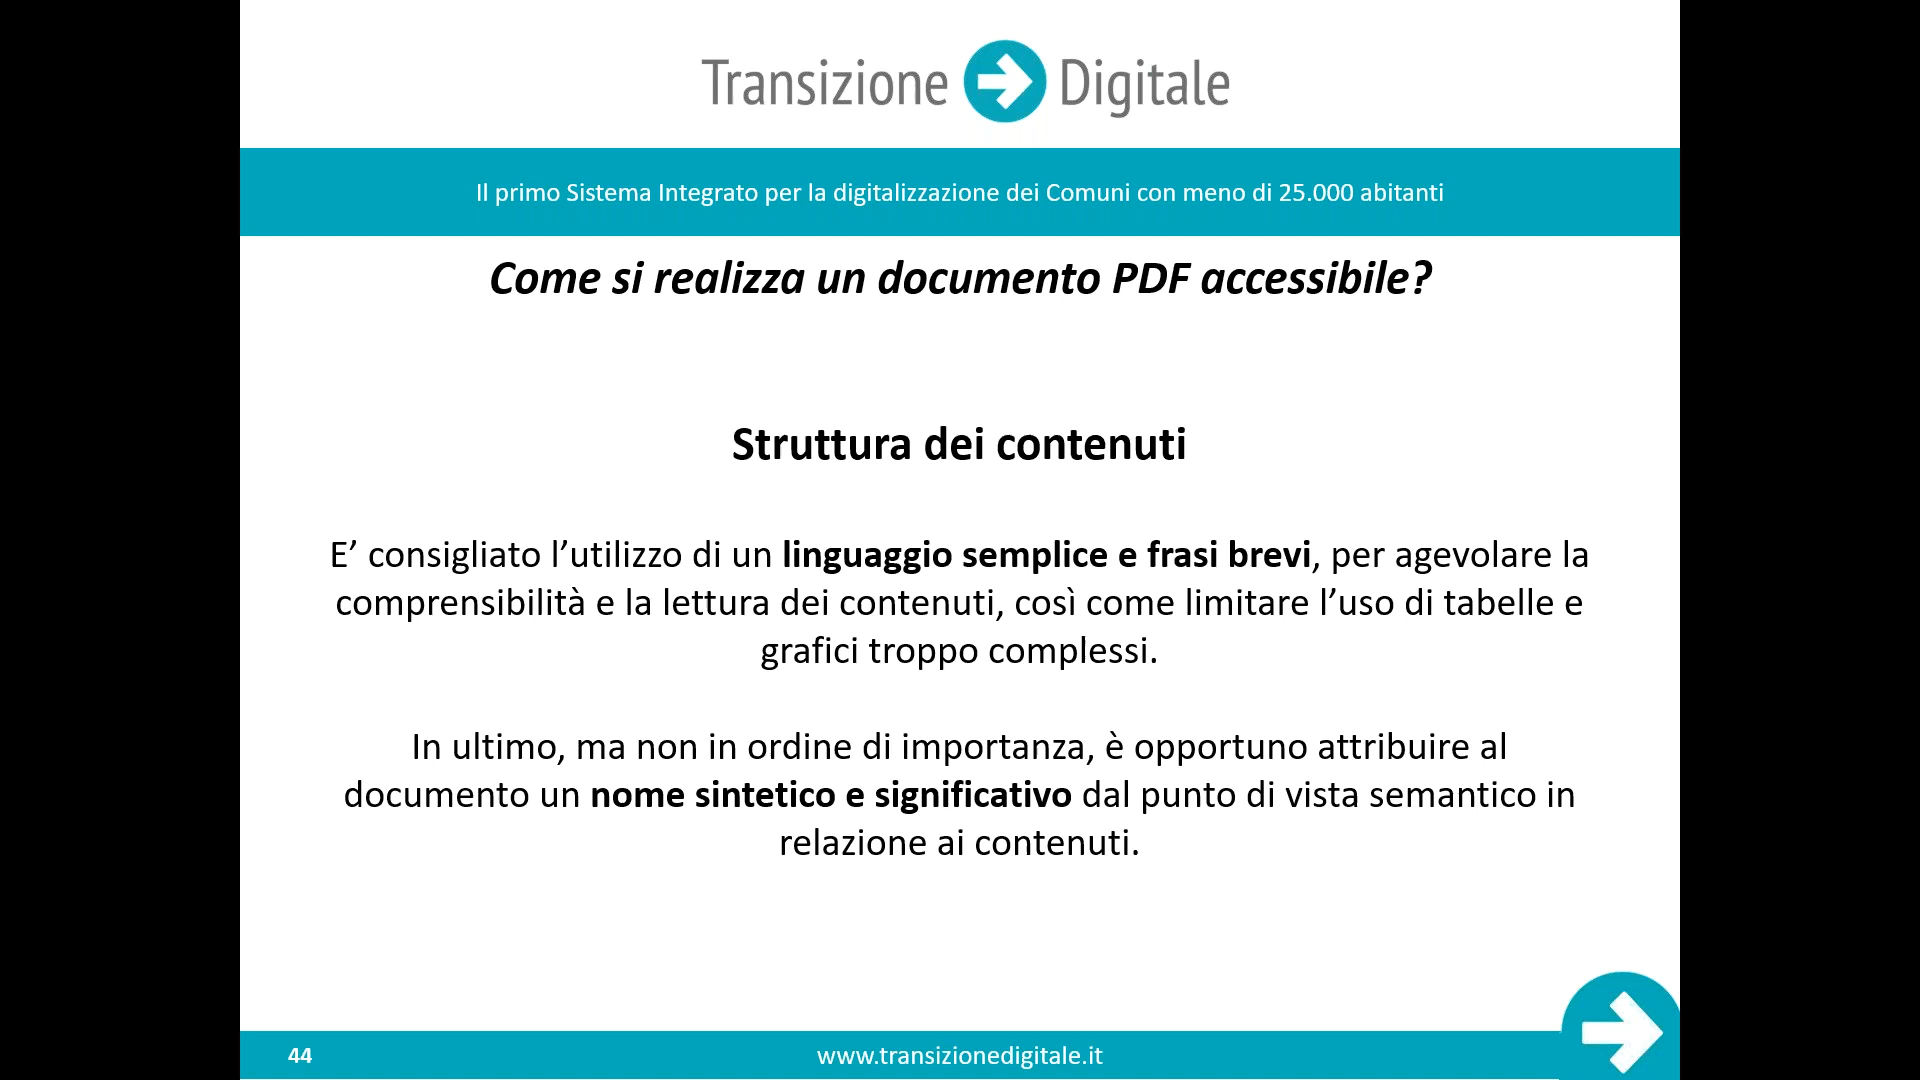 Transizione Digitale
Il primo Sistema Integrato per la digitalizzazione dei Comuni con meno di 25.000 abitanti
Come si realizza un documento PDF accessibile?
Struttura dei contenuti
E’ consigliato l’utilizzo di un linguaggio semplice e frasi brevi, per agevolare la
comprensibilità e la lettura dei contenuti, così come limitare l’uso di tabelle e
grafici troppo complessi.
In ultimo, ma non in ordine di importanza, è opportuno attribuire al
documento un nome sintetico e significativo dal punto di vista semantico in
relazione ai contenuti.
44
www.transizionedigitale.it